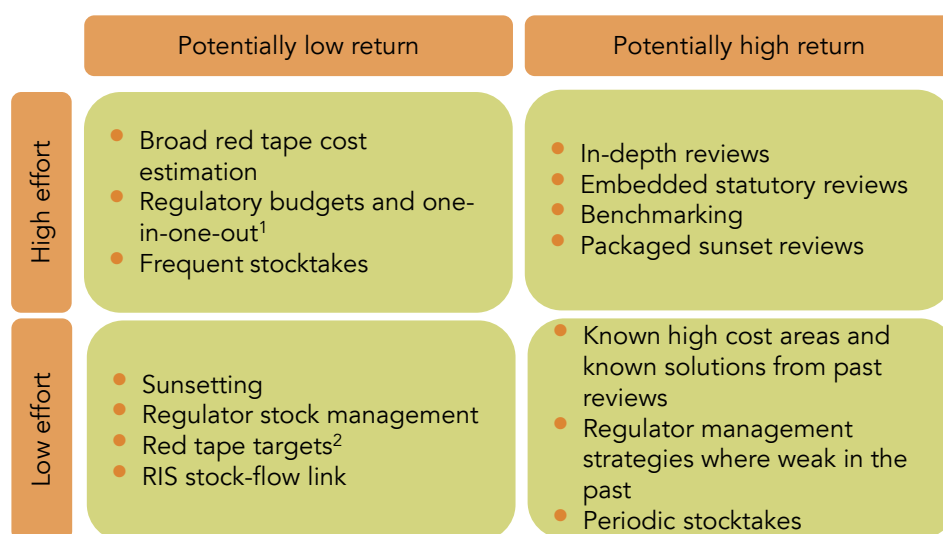 Potentially low return
Potentially high return
High effort
• Broad red tape cost
estimation
• Regulatory budgets and one-
in-one-out¹
• Frequent stocktakes
• In-depth reviews
• Embedded statutory reviews
• Benchmarking
• Packaged sunset reviews
Low effort
• Sunsetting
• Regulator stock management
• Red tape targets²
• RIS stock-flow link
• Known high cost areas and
known solutions from past
reviews
• Regulator management
strategies where weak in the
past
• Periodic stocktakes